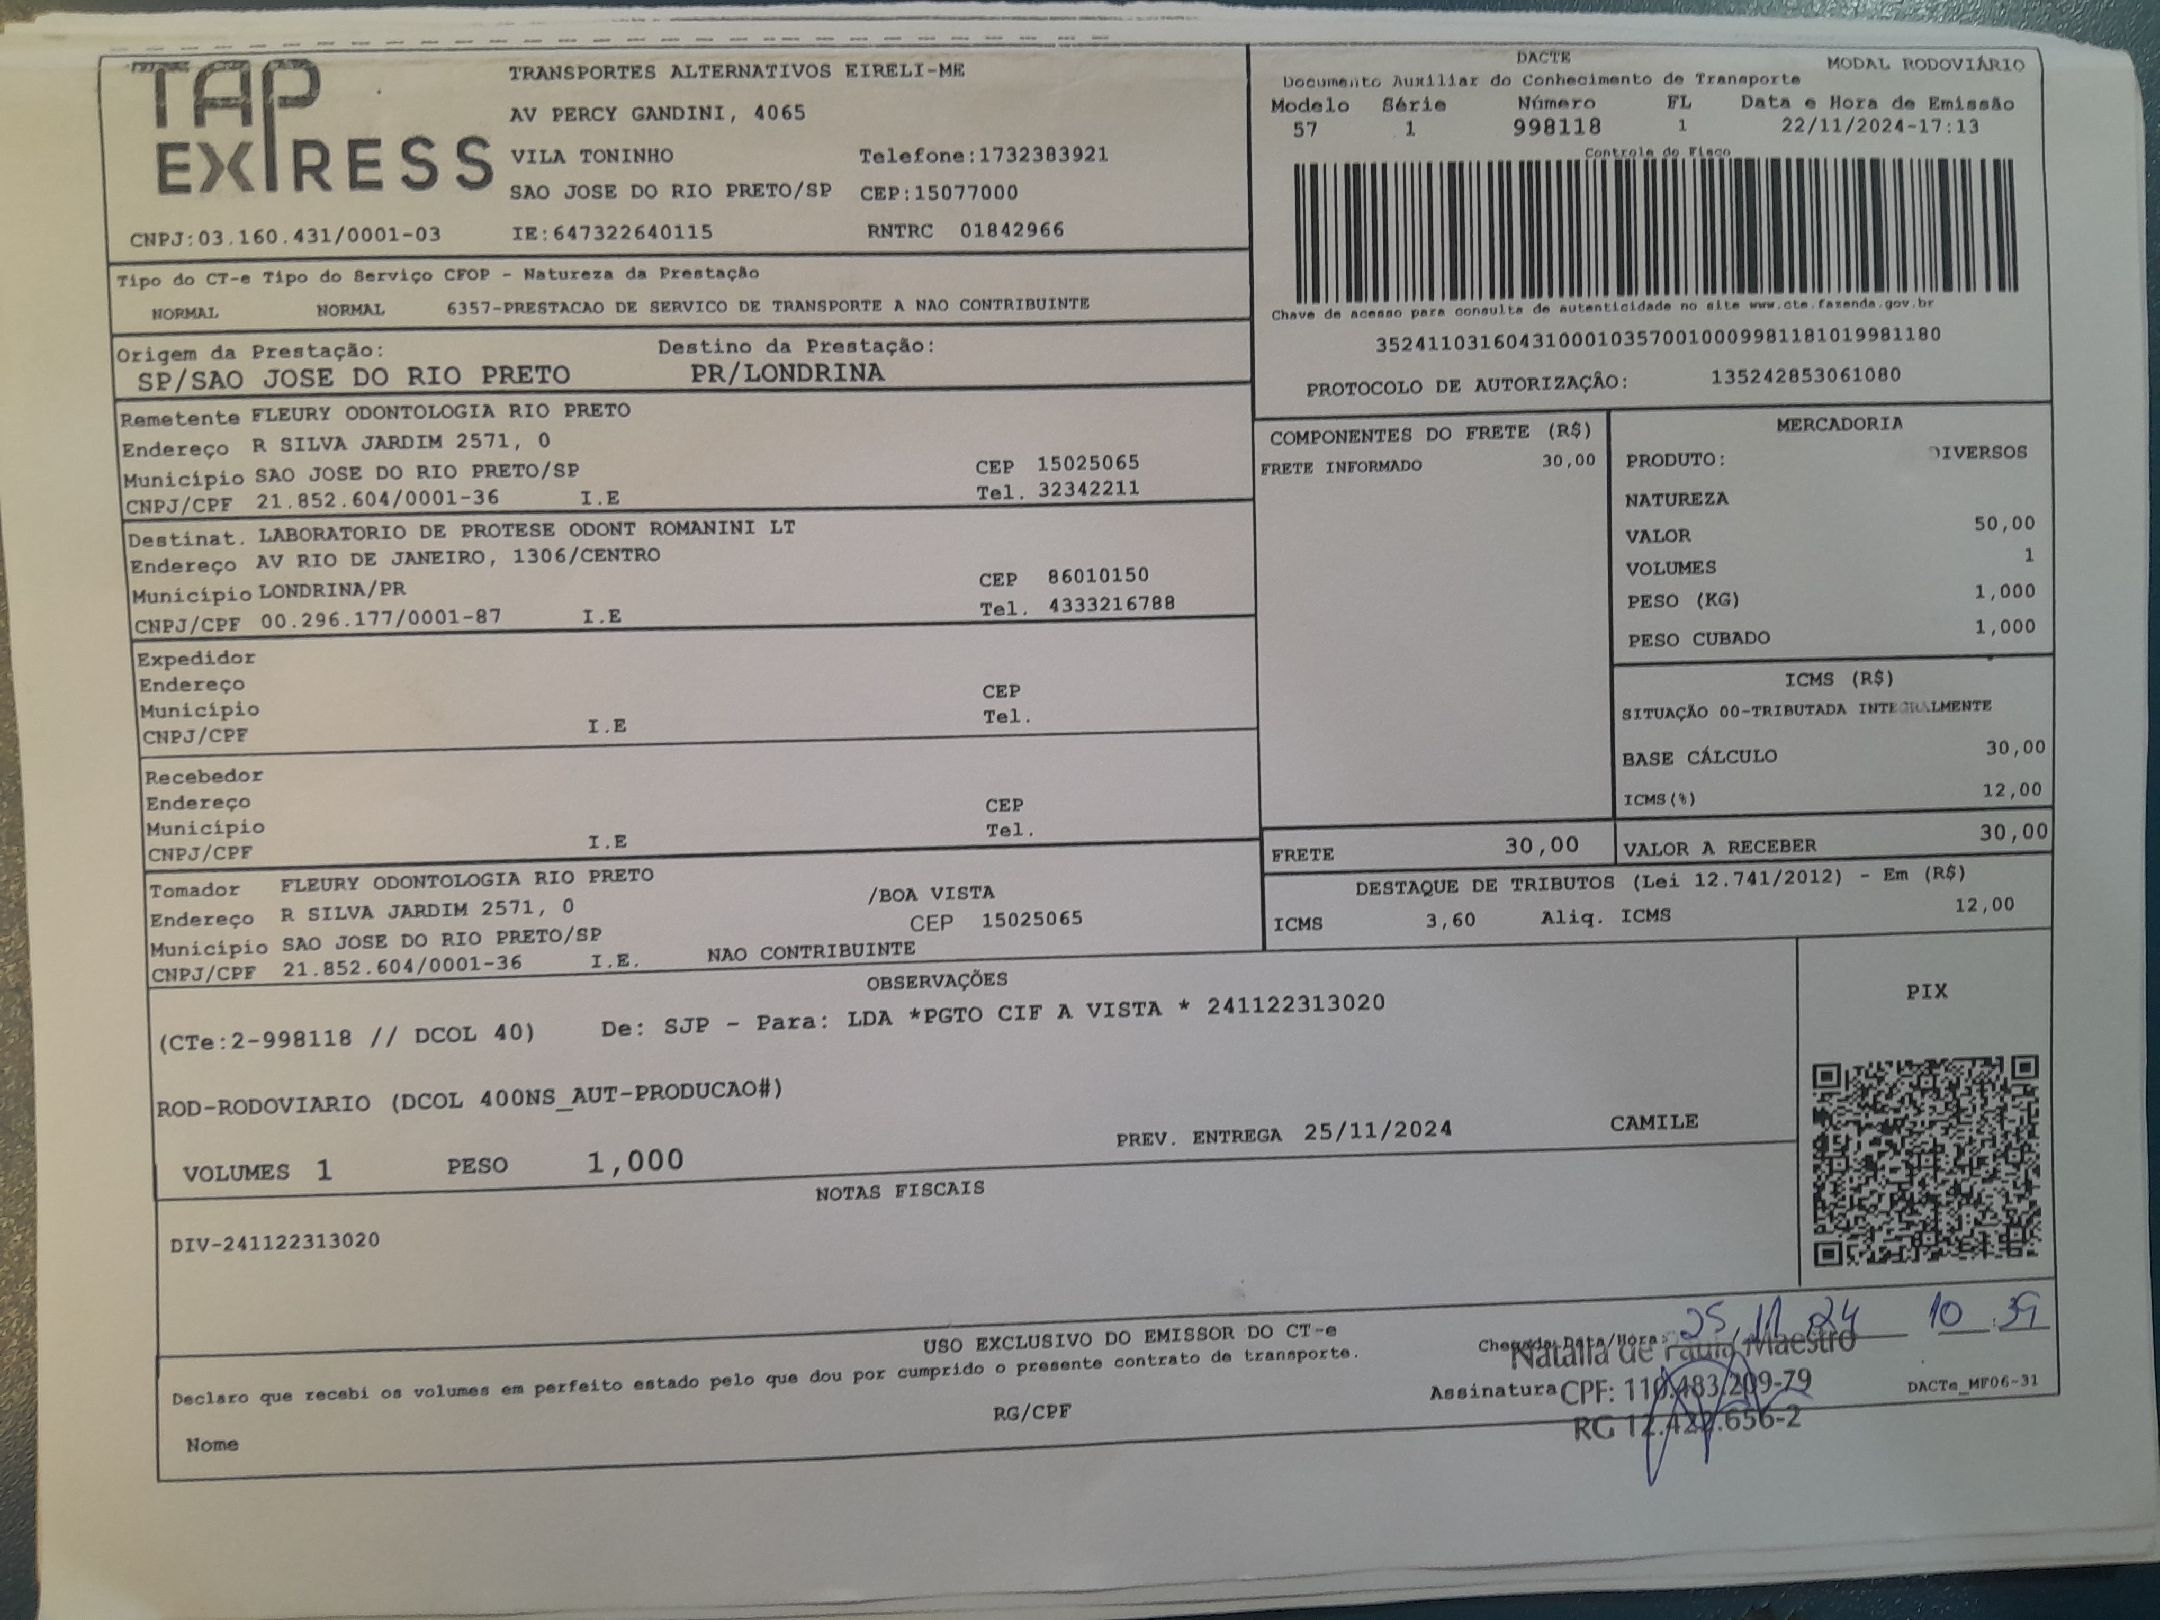 TAP EXPRESS
TRANSPORTES ALTERNATIVOS EIRELI-ME
AV PERCY GANDINI, 4065
VILA TONINHO Telefone:1732383921
SAO JOSE DO RIO PRETO/SP CEP:15077000
CNPJ:03.160.431/0001-03 IE:647322640115 RNTRC 01842966
DACTE MODAL RODOVIÁRIO
Documento Auxiliar do Conhecimento de Transporte
Modelo Série Número FL Data e Hora de Emissão
57 1 998118 1 22/11/2024-17:13
Controle do Fisco
Chave de acesso para consulta de autenticidade no site www.cte.fazenda.gov.br
35241103160431000103570010009981181019981180
PROTOCOLO DE AUTORIZAÇÃO: 135242853061080
Tipo do CT-e Tipo do Serviço CFOP - Natureza da Prestação
NORMAL NORMAL 6357-PRESTACAO DE SERVICO DE TRANSPORTE A NAO CONTRIBUINTE
Origem da Prestação: Destino da Prestação:
SP/SAO JOSE DO RIO PRETO PR/LONDRINA
Remetente FLEURY ODONTOLOGIA RIO PRETO
Endereço R SILVA JARDIM 2571, 0
Município SAO JOSE DO RIO PRETO/SP CEP 15025065
CNPJ/CPF 21.852.604/0001-36 I.E Tel. 32342211
Destinat. LABORATORIO DE PROTESE ODONT ROMANINI LT
Endereço AV RIO DE JANEIRO, 1306/CENTRO
Município LONDRINA/PR CEP 86010150
CNPJ/CPF 00.296.177/0001-87 I.E Tel. 4333216788
Expedidor
Endereço
Município CEP
CNPJ/CPF I.E Tel.
Recebedor
Endereço
Município CEP
CNPJ/CPF I.E Tel.
Tomador FLEURY ODONTOLOGIA RIO PRETO
Endereço R SILVA JARDIM 2571, 0 /BOA VISTA
Município SAO JOSE DO RIO PRETO/SP CEP 15025065
CNPJ/CPF 21.852.604/0001-36 I.E. NAO CONTRIBUINTE
COMPONENTES DO FRETE (R$)
FRETE INFORMADO 30,00
MERCADORIA
PRODUTO: DIVERSOS
NATUREZA
VALOR 50,00
VOLUMES 1
PESO (KG) 1,000
PESO CUBADO 1,000
ICMS (R$)
SITUAÇÃO 00-TRIBUTADA INTEGRALMENTE
BASE CÁLCULO 30,00
ICMS(%) 12,00
FRETE 30,00 VALOR A RECEBER 30,00
DESTAQUE DE TRIBUTOS (Lei 12.741/2012) - Em (R$)
ICMS 3,60 Aliq. ICMS 12,00
OBSERVAÇÕES
(CTe:2-998118 // DCOL 40) De: SJP - Para: LDA *PGTO CIF A VISTA * 241122313020
ROD-RODOVIARIO (DCOL 400NS_AUT-PRODUCAO#)
PREV. ENTREGA 25/11/2024 CAMILE
VOLUMES 1 PESO 1,000
PIX
NOTAS FISCAIS
DIV-241122313020
USO EXCLUSIVO DO EMISSOR DO CT-e
Declaro que recebi os volumes em perfeito estado pelo que dou por cumprido o presente contrato de transporte.
Nome RG/CPF
Chegada Data/Hora: 25/11/24 10:39
Natalia de Paula Maestro
Assinatura CPF: 110.483.209-79
RG 12.422.656-2
DACTe_MF06-31